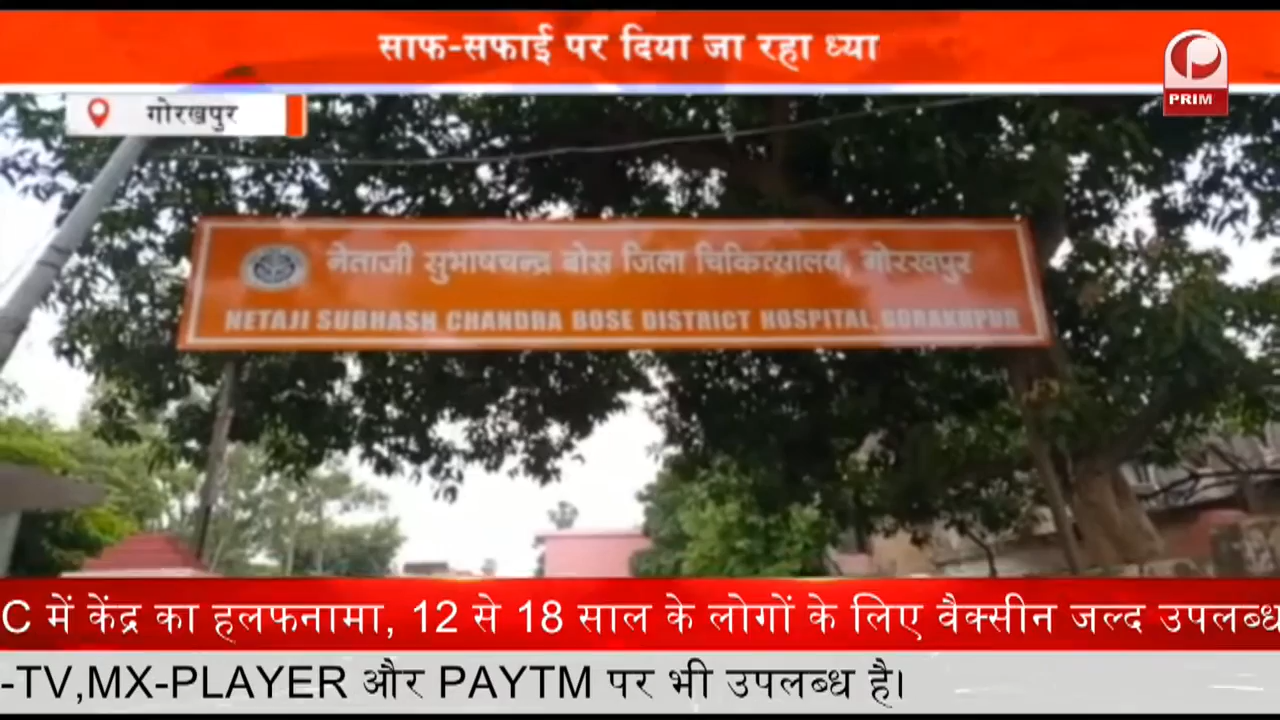 साफ-सफाई पर दिया जा रहा ध्या
PRIM
गोरखपुर
नेताजी सुभाषचन्द्र बोस जिला चिकित्सालय, गोरखपुर
NETAJI SUBHASH CHANDRA BOSE DISTRICT HOSPITAL, GORAKHPUR
C में केंद्र का हलफनामा, 12 से 18 साल के लोगों के लिए वैक्सीन जल्द उपलब्ध
-TV,MX-PLAYER और PAYTM पर भी उपलब्ध है।